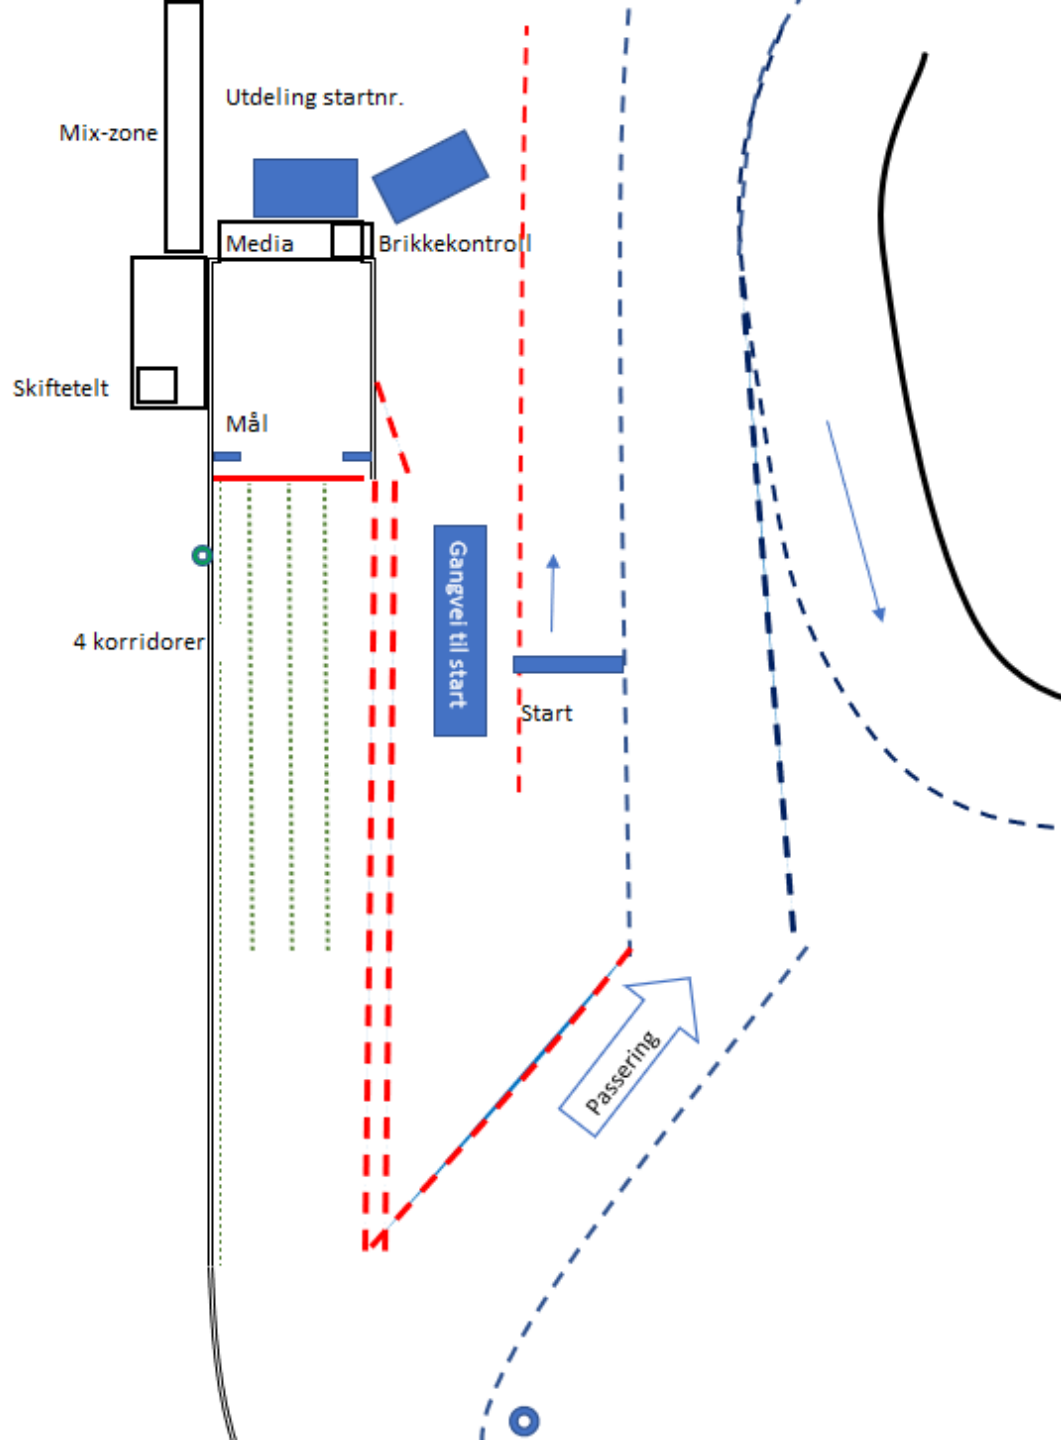 Utdeling startnr.
Mix-zone
Media
Brikkekontroll
Skiftetelt
Mål
Gangvei til start
4 korridorer
Start
Passering